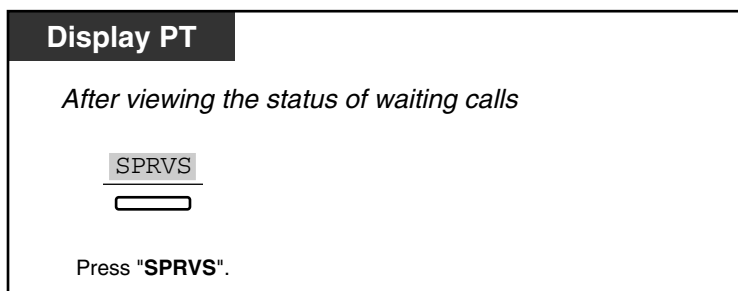 Display PT
After viewing the status of waiting calls
SPRVS
Press "SPRVS".